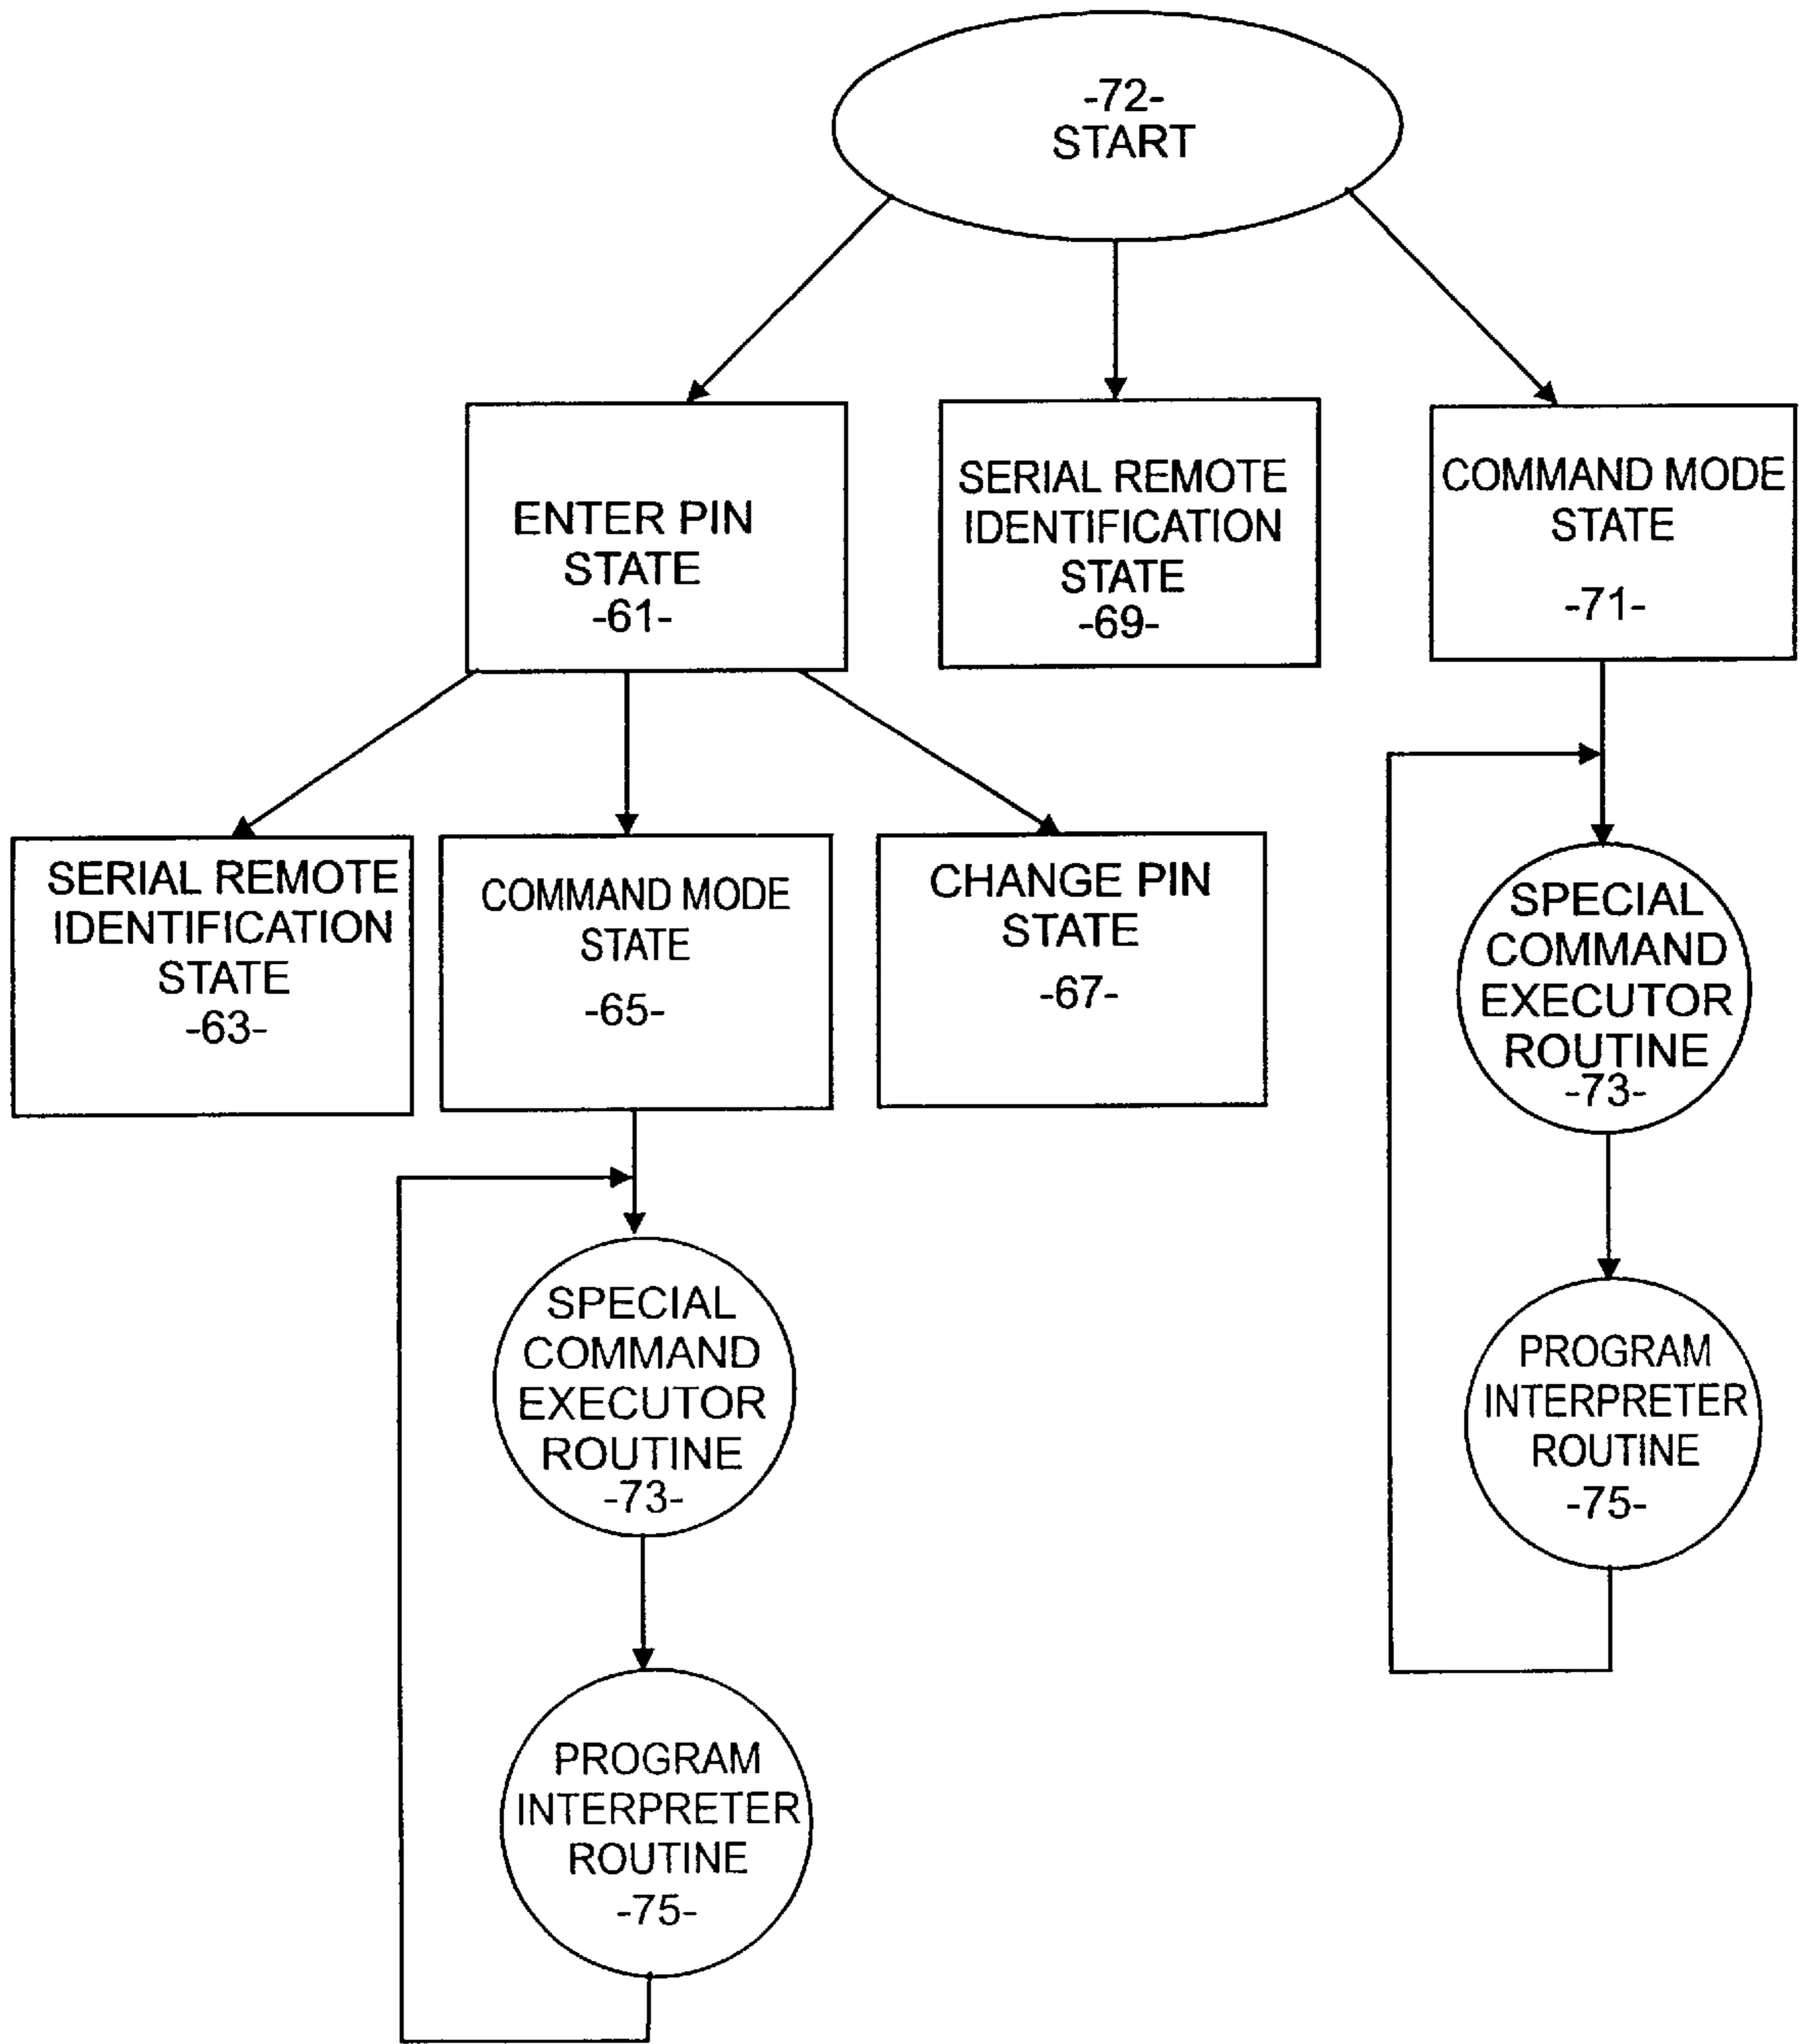 -72-
START
ENTER PIN
STATE
-61-
SERIAL REMOTE
IDENTIFICATION
STATE
-69-
COMMAND MODE
STATE
-71-
SERIAL REMOTE
IDENTIFICATION
STATE
-63-
COMMAND MODE
STATE
-65-
CHANGE PIN
STATE
-67-
SPECIAL
COMMAND
EXECUTOR
ROUTINE
-73-
PROGRAM
INTERPRETER
ROUTINE
-75-
SPECIAL
COMMAND
EXECUTOR
ROUTINE
-73-
PROGRAM
INTERPRETER
ROUTINE
-75-